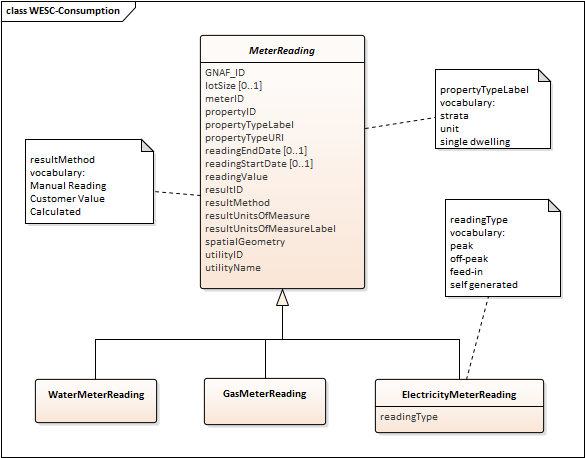 class WESC-Consumption
MeterReading
GNAF_ID
lotSize [0..1]
meterID
propertyID
propertyTypeLabel
propertyTypeURI
readingEndDate [0..1]
readingStartDate [0..1]
readingValue
resultID
resultMethod
resultUnitsOfMeasure
resultUnitsOfMeasureLabel
spatialGeometry
utilityID
utilityName
propertyTypeLabel
vocabulary:
strata
unit
single dwelling
resultMethod
vocabulary:
Manual Reading
Customer Value
Calculated
readingType
vocabulary:
peak
off-peak
feed-in
self generated
WaterMeterReading
GasMeterReading
ElectricityMeterReading
readingType